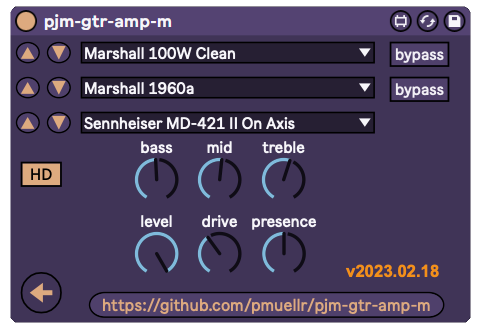 pjm-gtr-amp-m
Marshall 100W Clean
bypass
Marshall 1960a
bypass
Sennheiser MD-421 II On Axis
HD
bass mid treble
level drive presence
v2023.02.18
https://github.com/pmuellr/pjm-gtr-amp-m